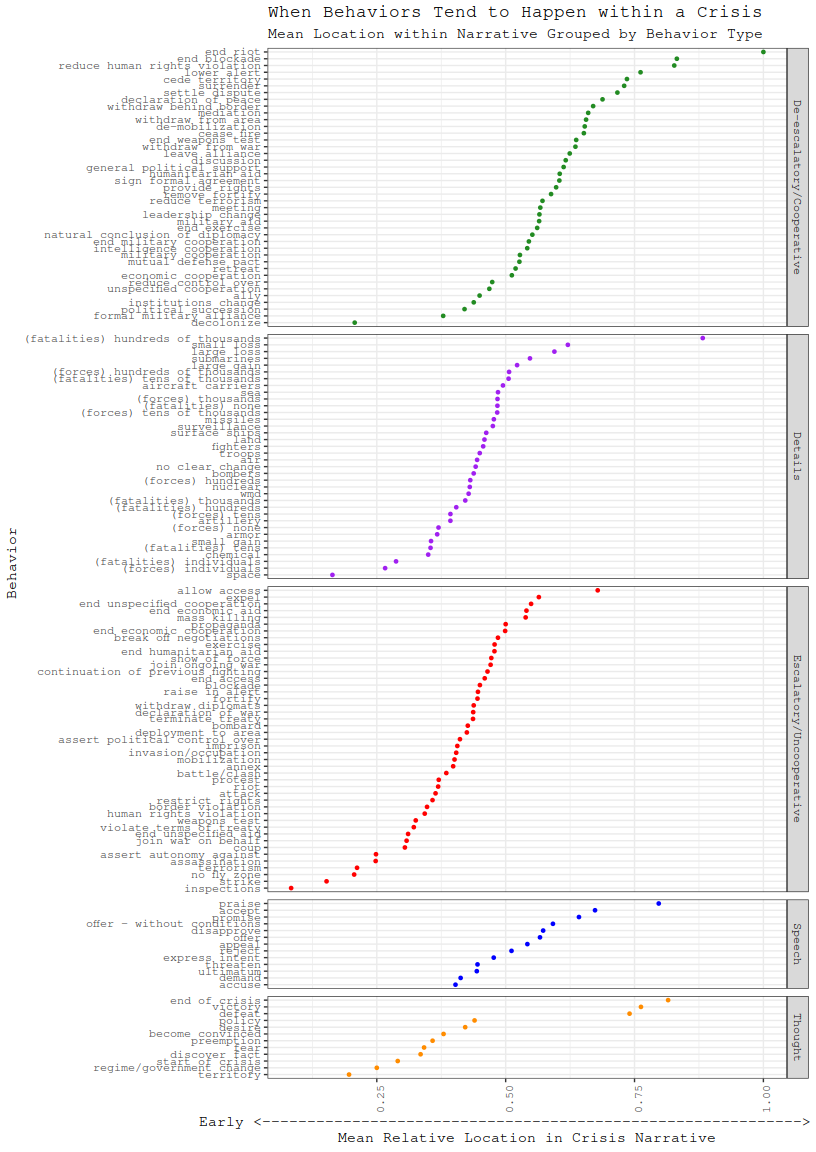 When Behaviors Tend to Happen within a Crisis
Mean Location within Narrative Grouped by Behavior Type
end riot
end blockade
reduce human rights violation
lower alert
cede territory
surrender
settle dispute
declaration of peace
withdraw behind border
mediation
withdraw from area
de-mobilization
cease fire
end weapons test
withdraw from war
leave alliance
discussion
general political support
humanitarian aid
sign formal agreement
provide rights
remove fortify
reduce terrorism
meeting
leadership change
military aid
end exercise
natural conclusion of diplomacy
end military cooperation
intelligence cooperation
military cooperation
mutual defense pact
retreat
economic cooperation
reduce control over
unspecified cooperation
ally
institutions change
political succession
formal military alliance
decolonize
De-escalatory/Cooperative
(fatalities) hundreds of thousands
small loss
large loss
submarines
large gain
(forces) hundreds of thousands
(fatalities) tens of thousands
aircraft carriers
sea
(forces) thousands
(fatalities) none
(forces) tens of thousands
missiles
surveillance
surface ships
land
fighters
troops
air
no clear change
bombers
(forces) hundreds
nuclear
wmd
(fatalities) thousands
(fatalities) hundreds
(forces) tens
artillery
(forces) none
armor
small gain
(fatalities) tens
chemical
(fatalities) individuals
(forces) individuals
space
Details
allow access
expel
end unspecified cooperation
end economic aid
mass killing
propaganda
end economic cooperation
break off negotiations
exercise
end humanitarian aid
show of force
join ongoing war
continuation of previous fighting
end access
blockade
raise in alert
fortify
withdraw diplomats
declaration of war
terminate treaty
bombard
deployment to area
assert political control over
imprison
invasion/occupation
mobilization
annex
battle/clash
protest
riot
attack
restrict rights
border violation
human rights violation
weapons test
violate terms of treaty
end unspecified aid
join war on behalf
coup
assert autonomy against
assassination
terrorism
no fly zone
strike
inspections
Escalatory/Uncooperative
praise
accept
promise
offer - without conditions
disapprove
offer
appeal
reject
express intent
threaten
ultimatum
demand
accuse
Speech
end of crisis
victory
defeat
policy
desire
become convinced
preemption
fear
discover fact
start of crisis
regime/government change
territory
Thought
Behavior
0.25
0.50
0.75
1.00
Early <------------------------------------------------------------------>
Mean Relative Location in Crisis Narrative